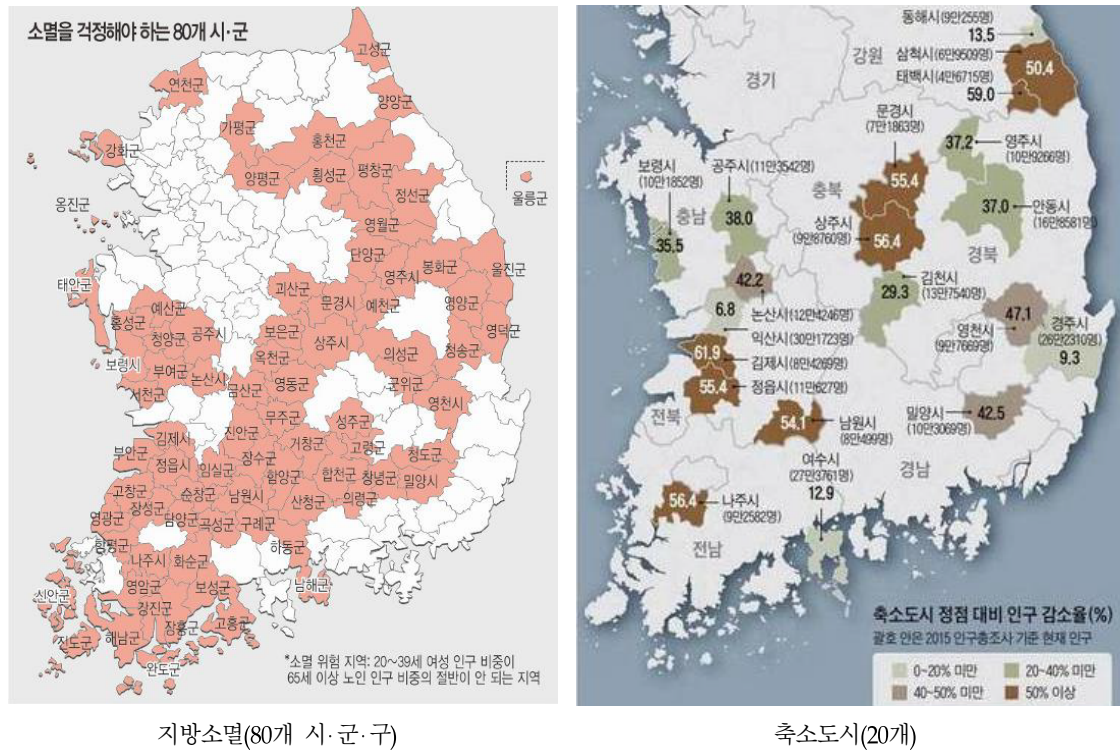 소멸을 걱정해야 하는 80개 시·군
고성군
연천군
양양군
가평군
홍천군
강화군
양평군
횡성군
평창군
정선군
울릉군
옹진군
영월군
단양군
태안군
영주시
봉화군
울진군
괴산군
문경시
예천군
영양군
예산군
홍성군
청양군
공주시
보은군
상주시
영덕군
청송군
보령시
옥천군
의성군
부여군
논산시
금산군
영동군
군위군
서천군
영천시
무주군
성주군
김제시
진안군
거창군
고령군
청도군
부안군
정읍시
임실군
장수군
함양군
합천군
창녕군
밀양시
고창군
순창군
남원시
산청군
의령군
장성군
담양군
곡성군
구례군
영광군
함평군
하동군
나주시
화순군
남해군
신안군
영암군
보성군
강진군
장흥군
고흥군
진도군
해남군
완도군
*소멸 위험 지역: 20~39세 여성 인구 비중이
65세 이상 노인 인구 비중의 절반이 안 되는 지역
지방소멸(80개 시·군·구)
동해시(9만255명)
13.5
강원
삼척시(6만9509명)
50.4
태백시(4만6715명)
59.0
경기
문경시
(7만1863명)
55.4
37.2
영주시
(10만9266명)
보령시
(10만1852명)
공주시(11만3542명)
충북
충남
38.0
37.0
안동시
(16만8581명)
35.5
상주시
(9만8760명)
56.4
경북
42.2
김천시
(13만7540명)
29.3
6.8
논산시(12만4246명)
47.1
영천시
(9만7669명)
경주시
(26만2310명)
9.3
익산시(30만1723명)
61.9
김제시(8만4269명)
55.4
정읍시(11만627명)
전북
54.1
남원시
(8만499명)
42.5
밀양시
(10만3069명)
여수시
(27만3761명)
12.9
경남
56.4
나주시
(9만2582명)
전남
축소도시 정점 대비 인구 감소율(%)
괄호 안은 2015 인구총조사 기준 현재 인구
0~20% 미만
20~40% 미만
40~50% 미만
50% 이상
축소도시(20개)